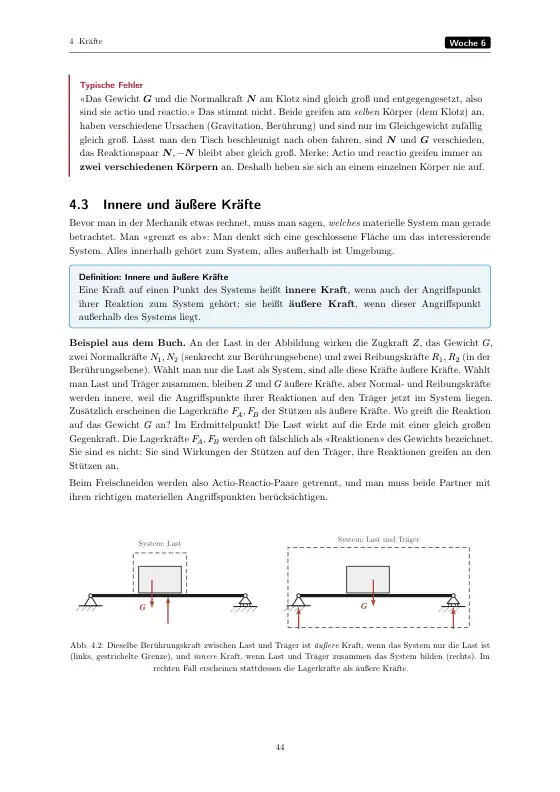 4 Kräfte
Woche 6
Typische Fehler
«Das Gewicht G und die Normalkraft N am Klotz sind gleich groß und entgegengesetzt, also
sind sie actio und reactio.» Das stimmt nicht. Beide greifen am selben Körper (dem Klotz) an,
haben verschiedene Ursachen (Gravitation, Berührung) und sind nur im Gleichgewicht zufällig
gleich groß. Lässt man den Tisch beschleunigt nach oben fahren, sind N und G verschieden,
das Reaktionspaar N, −N bleibt aber gleich groß. Merke: Actio und reactio greifen immer an
zwei verschiedenen Körpern an. Deshalb heben sie sich an einem einzelnen Körper nie auf.
4.3 Innere und äußere Kräfte
Bevor man in der Mechanik etwas rechnet, muss man sagen, welches materielle System man gerade
betrachtet. Man «grenzt es ab»: Man denkt sich eine geschlossene Fläche um das interessierende
System. Alles innerhalb gehört zum System, alles außerhalb ist Umgebung.
Definition: Innere und äußere Kräfte
Eine Kraft auf einen Punkt des Systems heißt innere Kraft, wenn auch der Angriffspunkt
ihrer Reaktion zum System gehört; sie heißt äußere Kraft, wenn dieser Angriffspunkt
außerhalb des Systems liegt.
Beispiel aus dem Buch. An der Last in der Abbildung wirken die Zugkraft Z, das Gewicht G,
zwei Normalkräfte N1, N2 (senkrecht zur Berührungsebene) und zwei Reibungskräfte R1, R2 (in der
Berührungsebene). Wählt man nur die Last als System, sind alle diese Kräfte äußere Kräfte. Wählt
man Last und Träger zusammen, bleiben Z und G äußere Kräfte, aber Normal- und Reibungskräfte
werden innere, weil die Angriffspunkte ihrer Reaktionen auf den Träger jetzt im System liegen.
Zusätzlich erscheinen die Lagerkräfte FA, FB der Stützen als äußere Kräfte. Wo greift die Reaktion
auf das Gewicht G an? Im Erdmittelpunkt! Die Last wirkt auf die Erde mit einer gleich großen
Gegenkraft. Die Lagerkräfte FA, FB werden oft fälschlich als «Reaktionen» des Gewichts bezeichnet.
Sie sind es nicht: Sie sind Wirkungen der Stützen auf den Träger, ihre Reaktionen greifen an den
Stützen an.
Beim Freischneiden werden also Actio-Reactio-Paare getrennt, und man muss beide Partner mit
ihren richtigen materiellen Angriffspunkten berücksichtigen.
System: Last
System: Last und Träger
G
G
Abb. 4.2: Dieselbe Berührungskraft zwischen Last und Träger ist äußere Kraft, wenn das System nur die Last ist
(links, gestrichelte Grenze), und innere Kraft, wenn Last und Träger zusammen das System bilden (rechts). Im
rechten Fall erscheinen stattdessen die Lagerkräfte als äußere Kräfte.
44